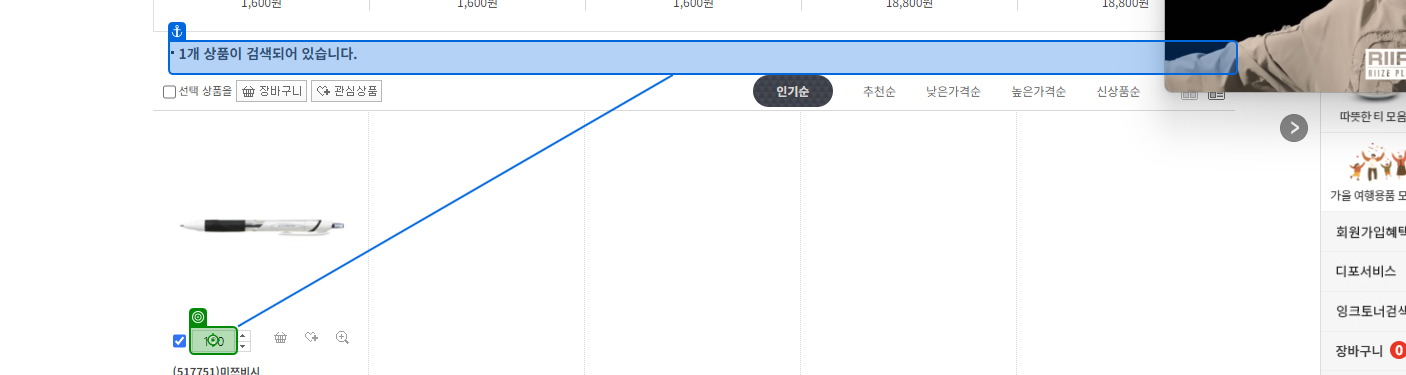 1,600원 1,600원 1,600원 18,800원 18,800원
1개 상품이 검색되어 있습니다.
선택 상품을 장바구니 관심상품 인기순 추천순 낮은가격순 높은가격순 신상품순
RIIZE PL
따뜻한 티 모음
가을 여행용품 모
회원가입혜택
디포서비스
잉크토너검색
장바구니 0
(517751)미쯔비시